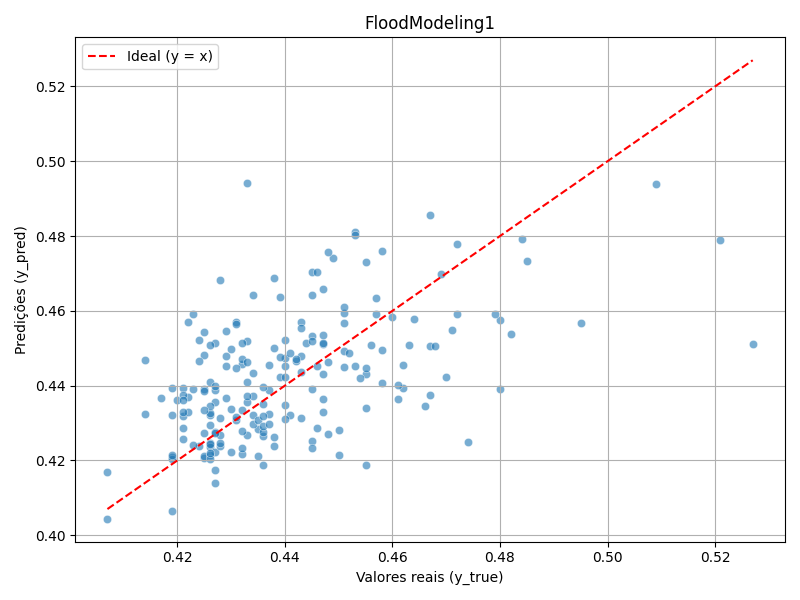 FloodModeling1
Ideal (y = x)
Predições (y_pred)
0.52
0.50
0.48
0.46
0.44
0.42
0.40
0.42 0.44 0.46 0.48 0.50 0.52
Valores reais (y_true)